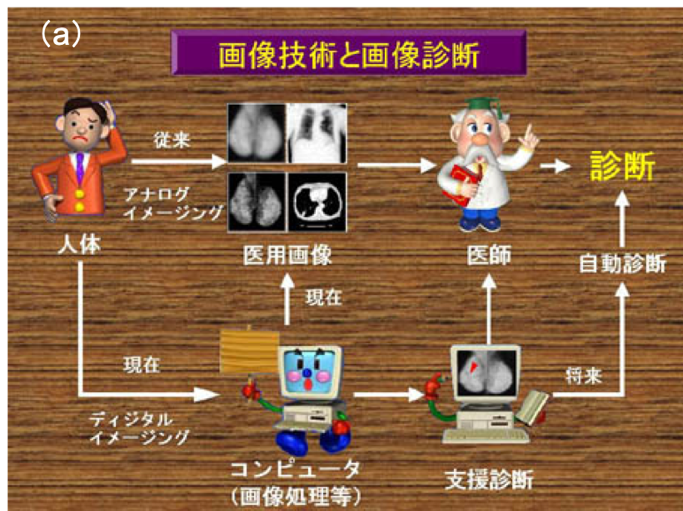 (a)
画像技術と画像診断
従来
アナログ
イメージング
人体
医用画像
医師
診断
自動診断
現在
現在
ディジタル
イメージング
将来
コンピュータ
(画像処理等)
支援診断